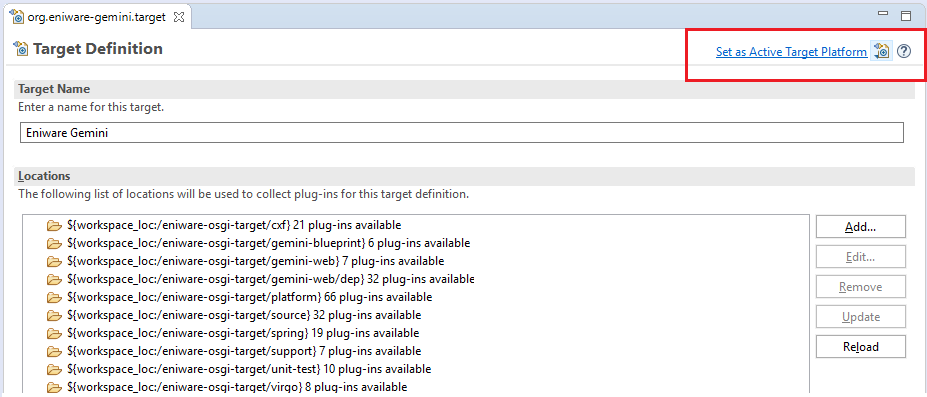 org.eniware-gemini.target
Target Definition
Set as Active Target Platform
Target Name
Enter a name for this target.
Eniware Gemini
Locations
The following list of locations will be used to collect plug-ins for this target definition.
${workspace_loc:/eniware-osgi-target/cxf} 21 plug-ins available
${workspace_loc:/eniware-osgi-target/gemini-blueprint} 6 plug-ins available
${workspace_loc:/eniware-osgi-target/gemini-web} 7 plug-ins available
${workspace_loc:/eniware-osgi-target/gemini-web/dep} 32 plug-ins available
${workspace_loc:/eniware-osgi-target/platform} 66 plug-ins available
${workspace_loc:/eniware-osgi-target/source} 32 plug-ins available
${workspace_loc:/eniware-osgi-target/spring} 19 plug-ins available
${workspace_loc:/eniware-osgi-target/support} 7 plug-ins available
${workspace_loc:/eniware-osgi-target/unit-test} 10 plug-ins available
${workspace_loc:/eniware-osgi-target/virgo} 8 plug-ins available
Add...
Edit...
Remove
Update
Reload